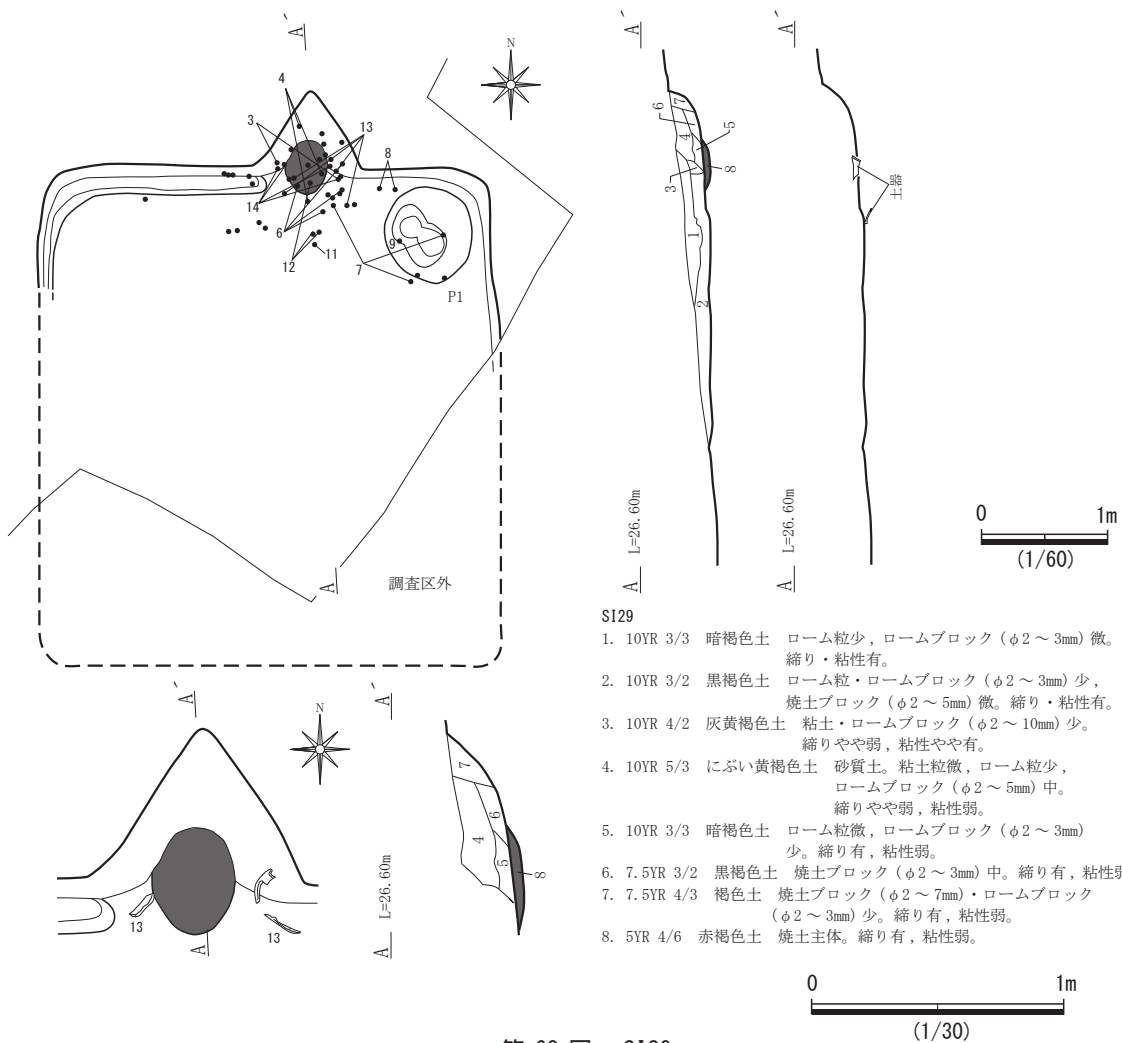 A A′
N
4
3
13
8
14
6
9
12
11
7
P1
A
調査区外
A′
A′
7
6
4
5
3
8
1
2
土器
A L=26.60m
A L=26.60m
0 1m
(1/60)
SI29
1. 10YR 3/3 暗褐色土 ローム粒少，ロームブロック（φ2～3mm）微。
締り・粘性有。
2. 10YR 3/2 黒褐色土 ローム粒・ロームブロック（φ2～3mm）少，
焼土ブロック（φ2～5mm）微。締り・粘性有。
3. 10YR 4/2 灰黄褐色土 粘土・ロームブロック（φ2～10mm）少。
締りやや弱，粘性やや有。
4. 10YR 5/3 にぶい黄褐色土 砂質土。粘土粒微，ローム粒少，
ロームブロック（φ2～5mm）中。
締りやや弱，粘性弱。
5. 10YR 3/3 暗褐色土 ローム粒微，ロームブロック（φ2～3mm）
少。締り有，粘性弱。
6. 7.5YR 3/2 黒褐色土 焼土ブロック（φ2～3mm）中。締り有，粘性
7. 7.5YR 4/3 褐色土 焼土ブロック（φ2～7mm）・ロームブロック
（φ2～3mm）少。締り有，粘性弱。
8. 5YR 4/6 赤褐色土 焼土主体。締り有，粘性弱。
A′
N
13
13
A
A′
7
6
4
5
8
A L=26.60m
0 1m
(1/30)